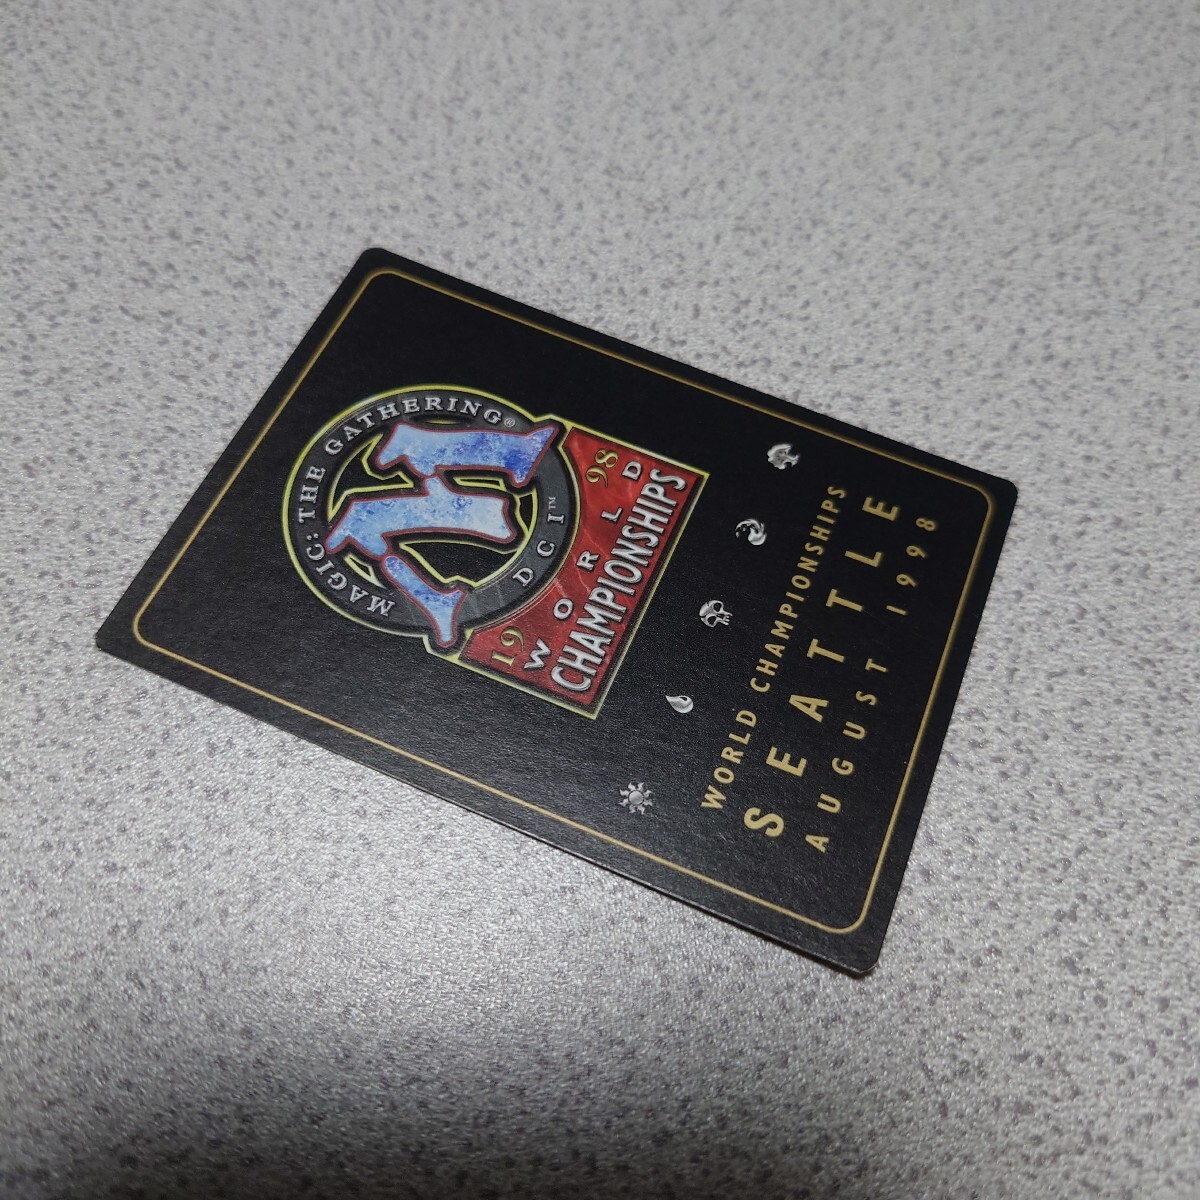 MAGIC: THE GATHERING®
DCI™
19 98
WORLD
CHAMPIONSHIPS
WORLD CHAMPIONSHIPS
SEATTLE
AUGUST 1998